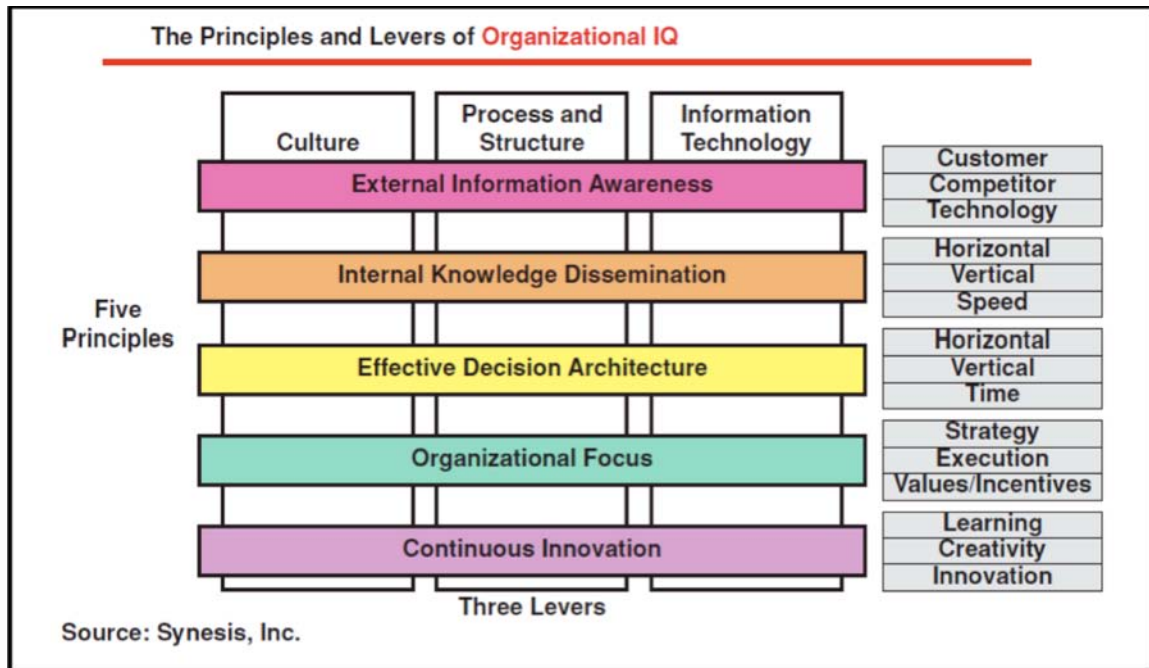 The Principles and Levers of Organizational IQ
Culture
Process and
Structure
Information
Technology
External Information Awareness
Customer
Competitor
Technology
Internal Knowledge Dissemination
Horizontal
Vertical
Speed
Five
Principles
Effective Decision Architecture
Horizontal
Vertical
Time
Organizational Focus
Strategy
Execution
Values/Incentives
Continuous Innovation
Learning
Creativity
Innovation
Three Levers
Source: Synesis, Inc.